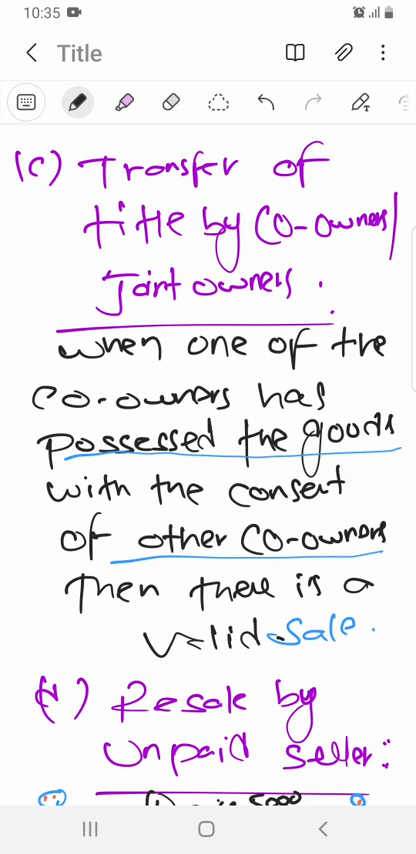 10:35
Title
(c) Transfer of
title by Co-owners/
Joint owners.
when one of the
co-owners has
possessed the goods
with the consent
of other co-owners
Then there is a
valid sale.
Resale by
unpaid seller: